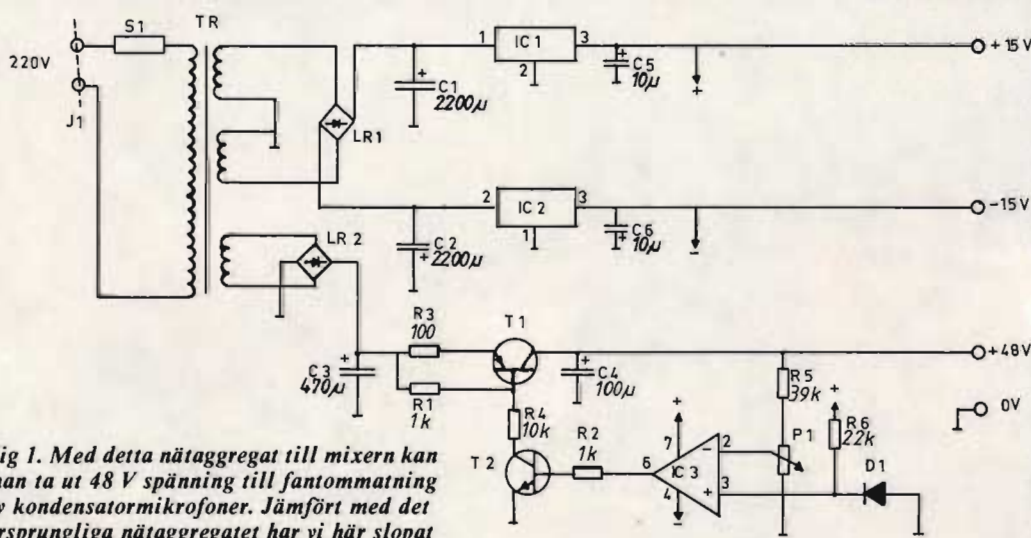 S1
TR
220V
J1
LR1
LR 2
+
C1
2200µ
1
IC 1
3
2
+
C5
10µ
+
+ 15 V
C2
+ 2200µ
2
IC 2
3
1
C6
+ 10µ
-
-15 V
+
C3
470µ
R3
100
R1
1k
T1
+
C4
100µ
+48V
0V
R4
10k
T2
R2
1k
6
+
7
IC 3
4
-
2
-
+
3
R5
39k
P1
+
R6
22k
D1
ig 1. Med detta nätaggregat till mixern kan
nan ta ut 48 V spänning till fantommatning
v kondensatormikrofoner. Jämfört med det
rsprungliga nätaggregatet har vi här slopat